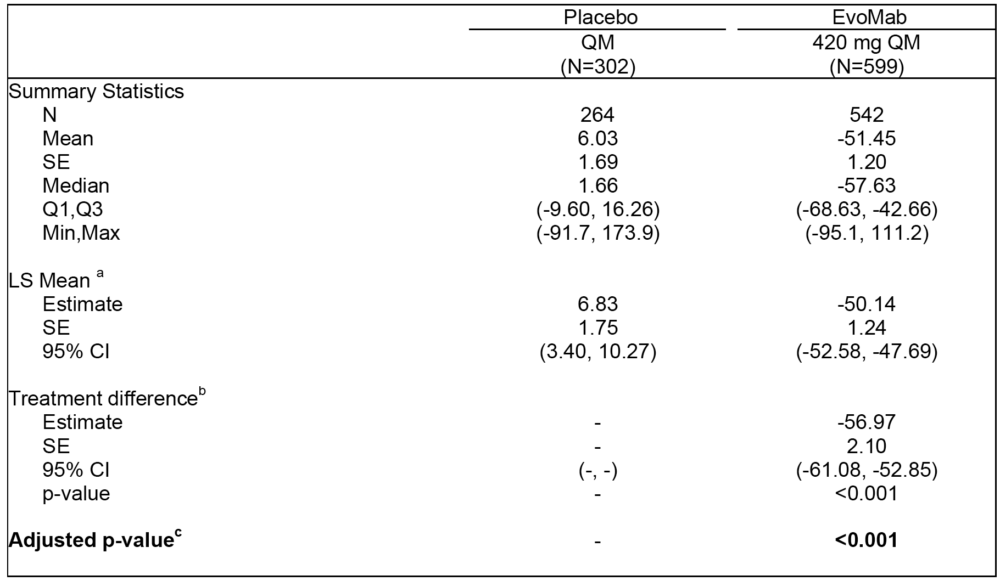 Placebo EvoMab
QM 420 mg QM
(N=302) (N=599)
Summary Statistics
N 264 542
Mean 6.03 -51.45
SE 1.69 1.20
Median 1.66 -57.63
Q1,Q3 (-9.60, 16.26) (-68.63, -42.66)
Min,Max (-91.7, 173.9) (-95.1, 111.2)
LS Mean a
Estimate 6.83 -50.14
SE 1.75 1.24
95% CI (3.40, 10.27) (-52.58, -47.69)
Treatment differenceb
Estimate - -56.97
SE - 2.10
95% CI (-, -) (-61.08, -52.85)
p-value - <0.001
Adjusted p-valuec - <0.001